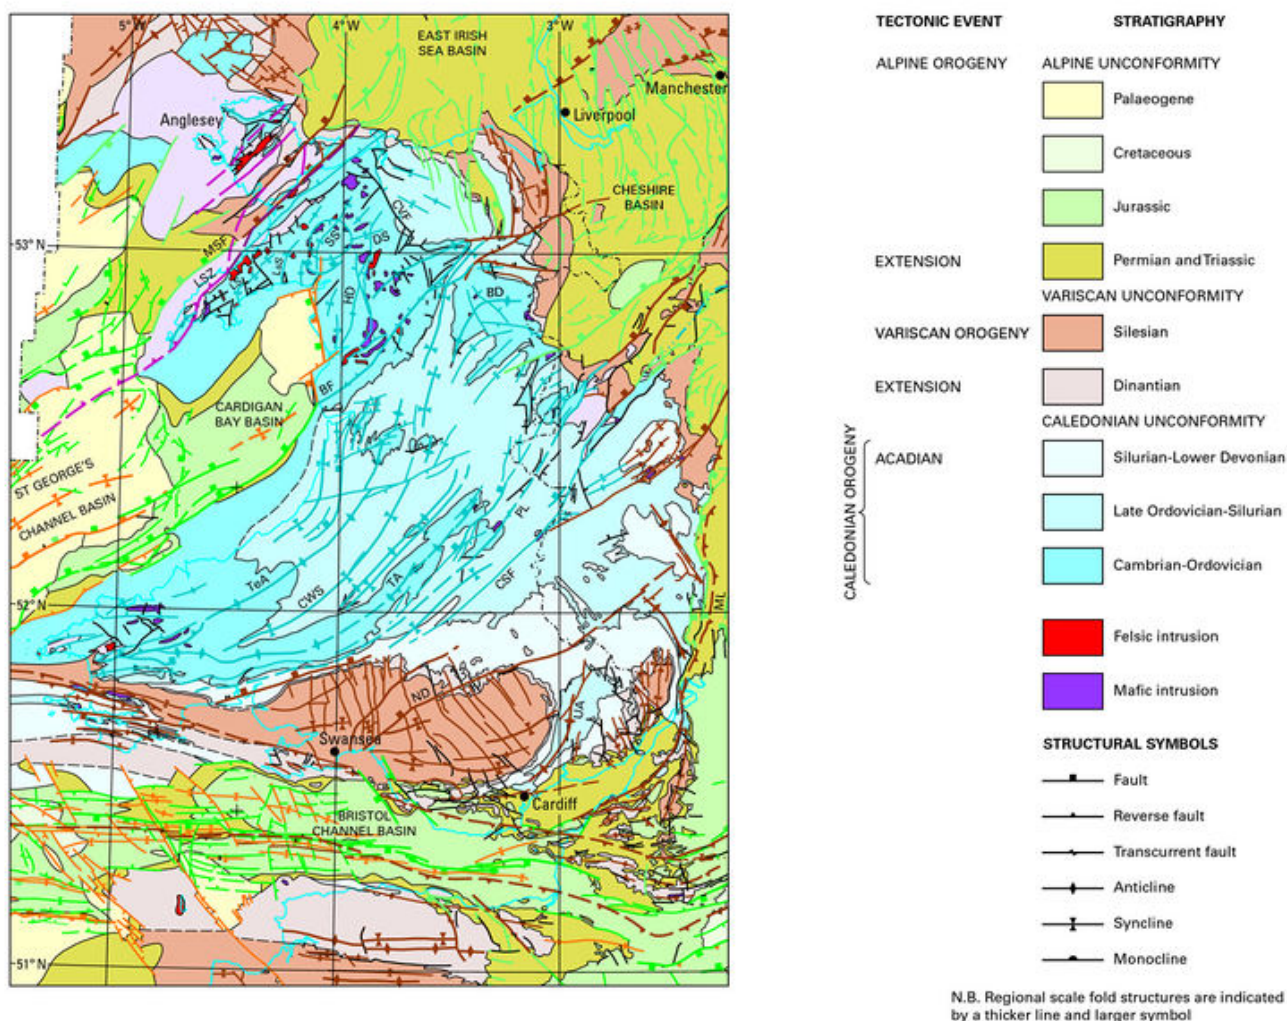 5° W
4° W
3° W
EAST IRISH
SEA BASIN
Manchester
Liverpool
Anglesey
CHESHIRE
BASIN
CVF
53° N
MSF
SS
DS
LSZ
LS
HD
BD
BF
CARDIGAN
BAY BASIN
ST GEORGE'S
CHANNEL BASIN
PL
TeA
CWS
TA
CSF
ML
52° N
ND
UA
Swansea
Cardiff
BRISTOL
CHANNEL BASIN
51° N
TECTONIC EVENT
STRATIGRAPHY
ALPINE OROGENY
ALPINE UNCONFORMITY
Palaeogene
Cretaceous
Jurassic
EXTENSION
Permian and Triassic
VARISCAN UNCONFORMITY
VARISCAN OROGENY
Silesian
EXTENSION
Dinantian
CALEDONIAN UNCONFORMITY
CALEDONIAN OROGENY
ACADIAN
Silurian-Lower Devonian
Late Ordovician-Silurian
Cambrian-Ordovician
Felsic intrusion
Mafic intrusion
STRUCTURAL SYMBOLS
Fault
Reverse fault
Transcurrent fault
Anticline
Syncline
Monocline
N.B. Regional scale fold structures are indicated
by a thicker line and larger symbol